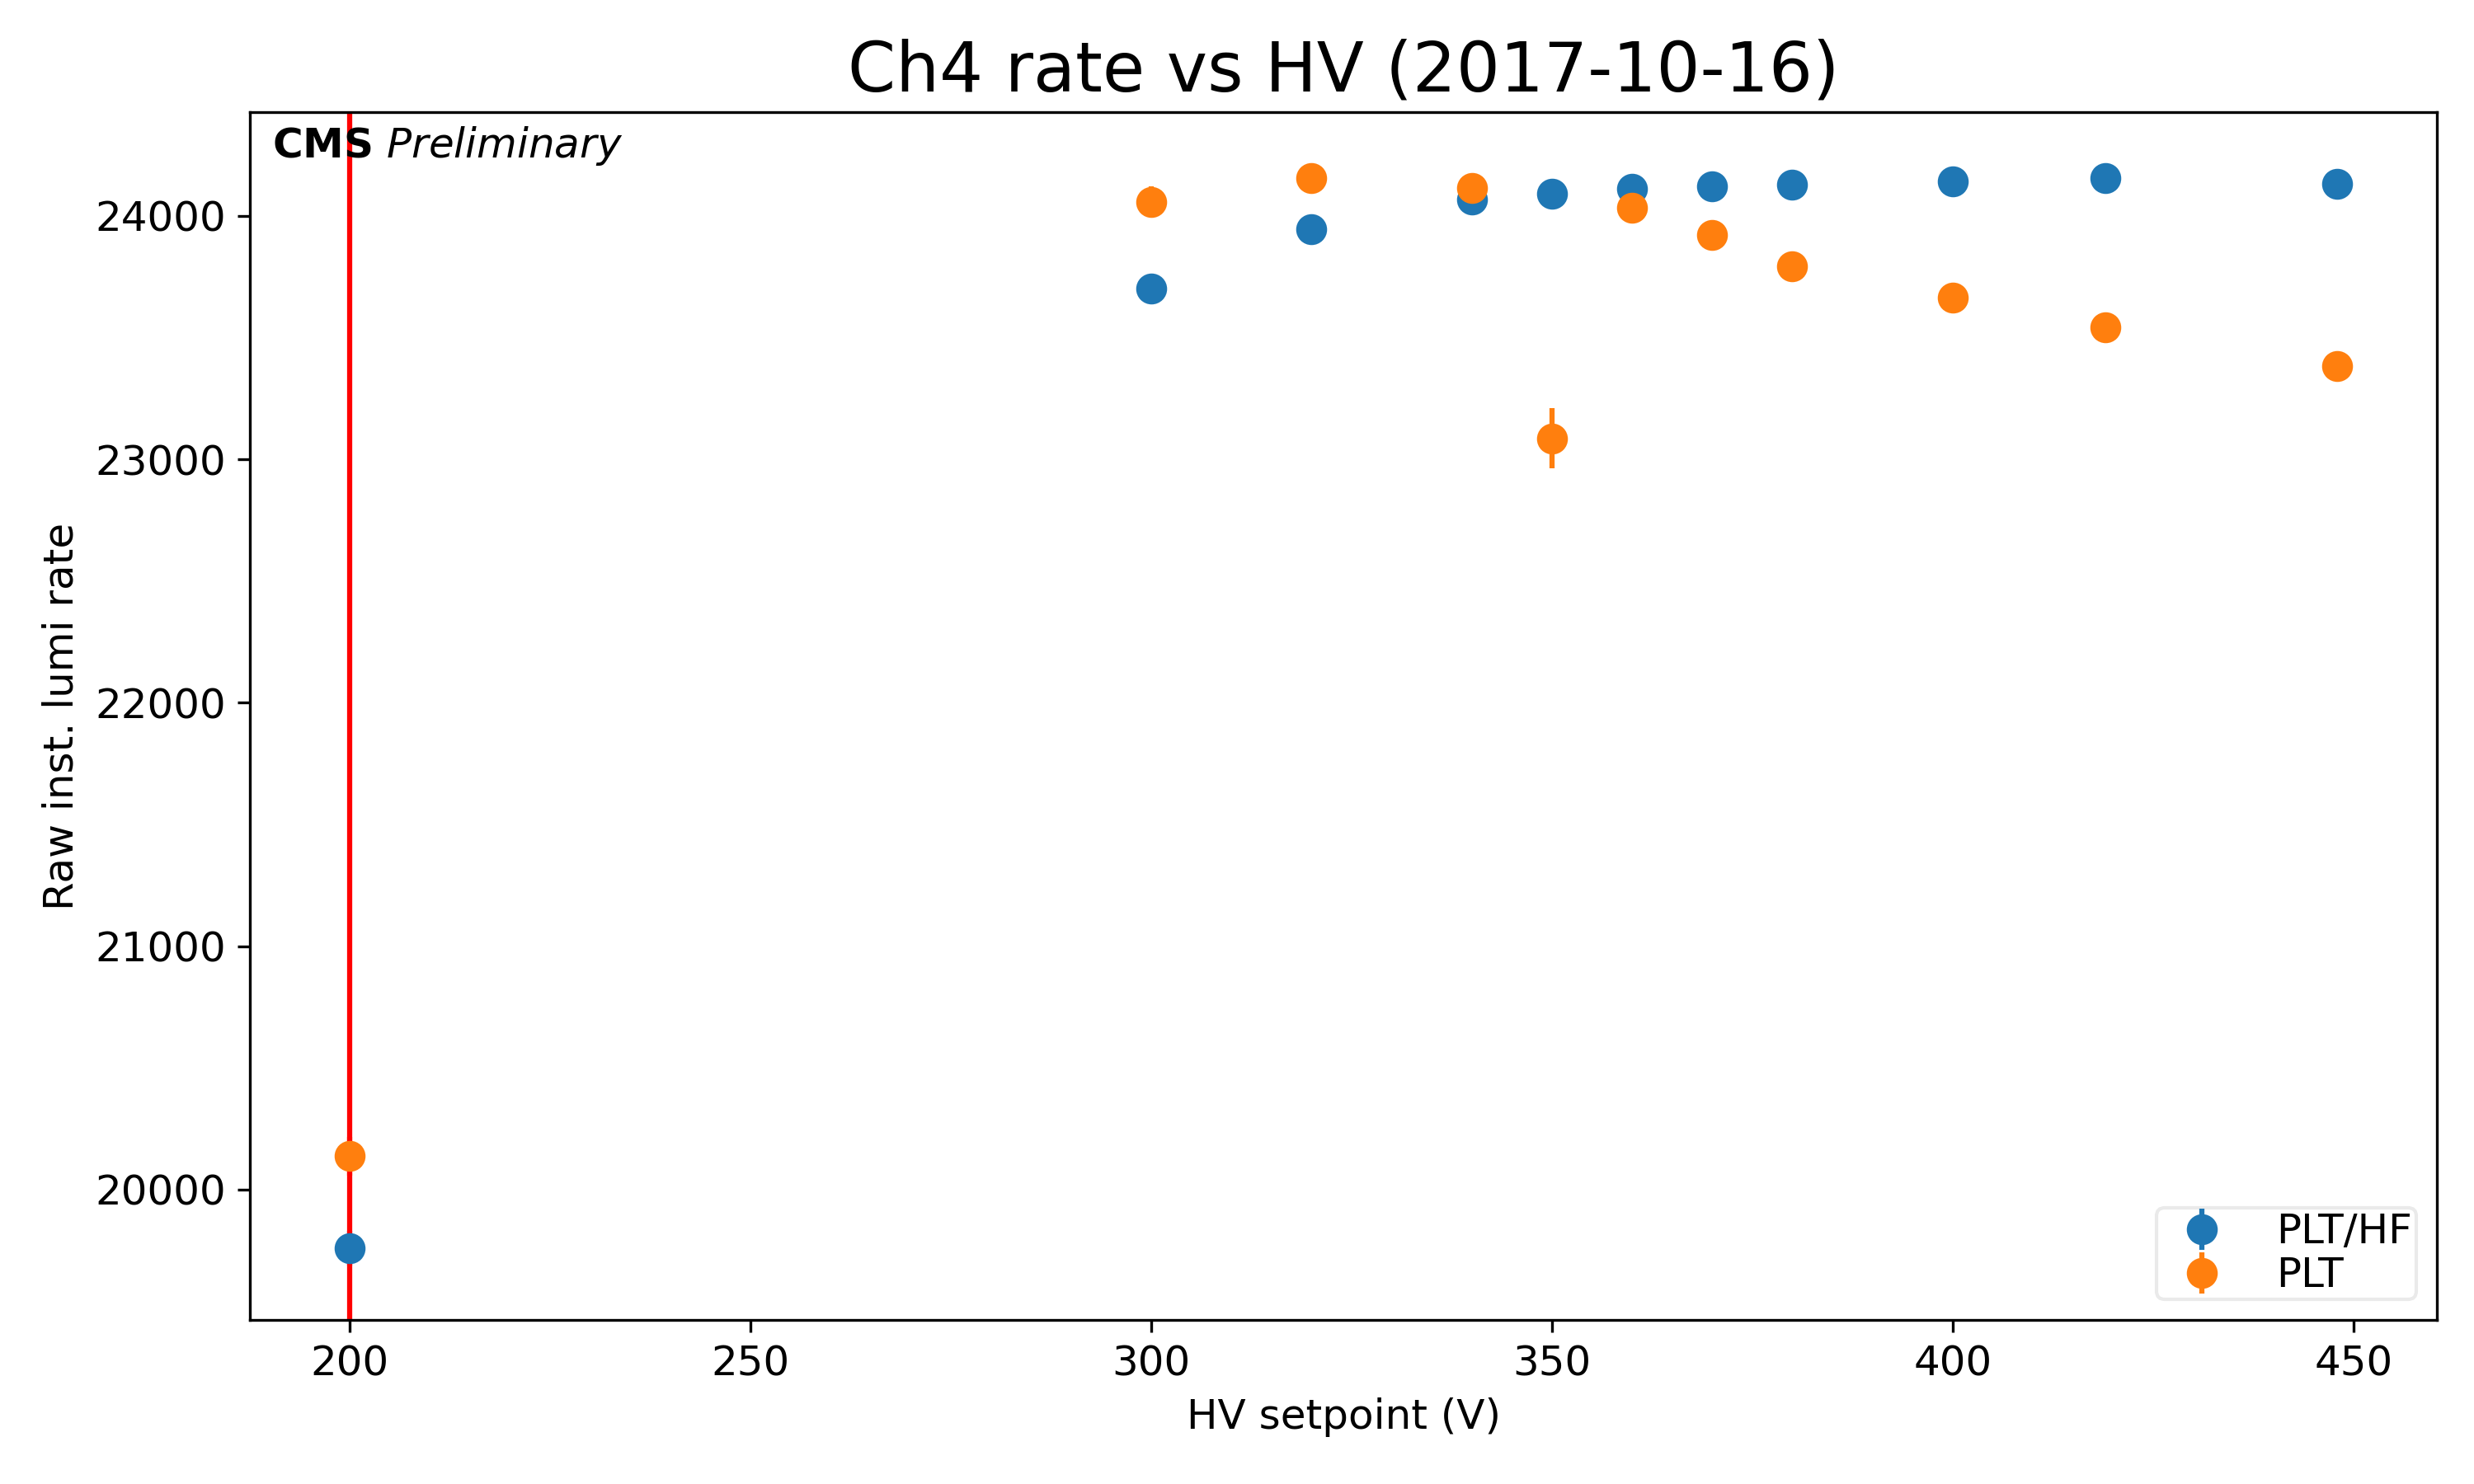 Ch4 rate vs HV (2017-10-16)
CMS Preliminary
24000
23000
22000
21000
20000
Raw inst. lumi rate
PLT/HF
PLT
200 250 300 350 400 450
HV setpoint (V)